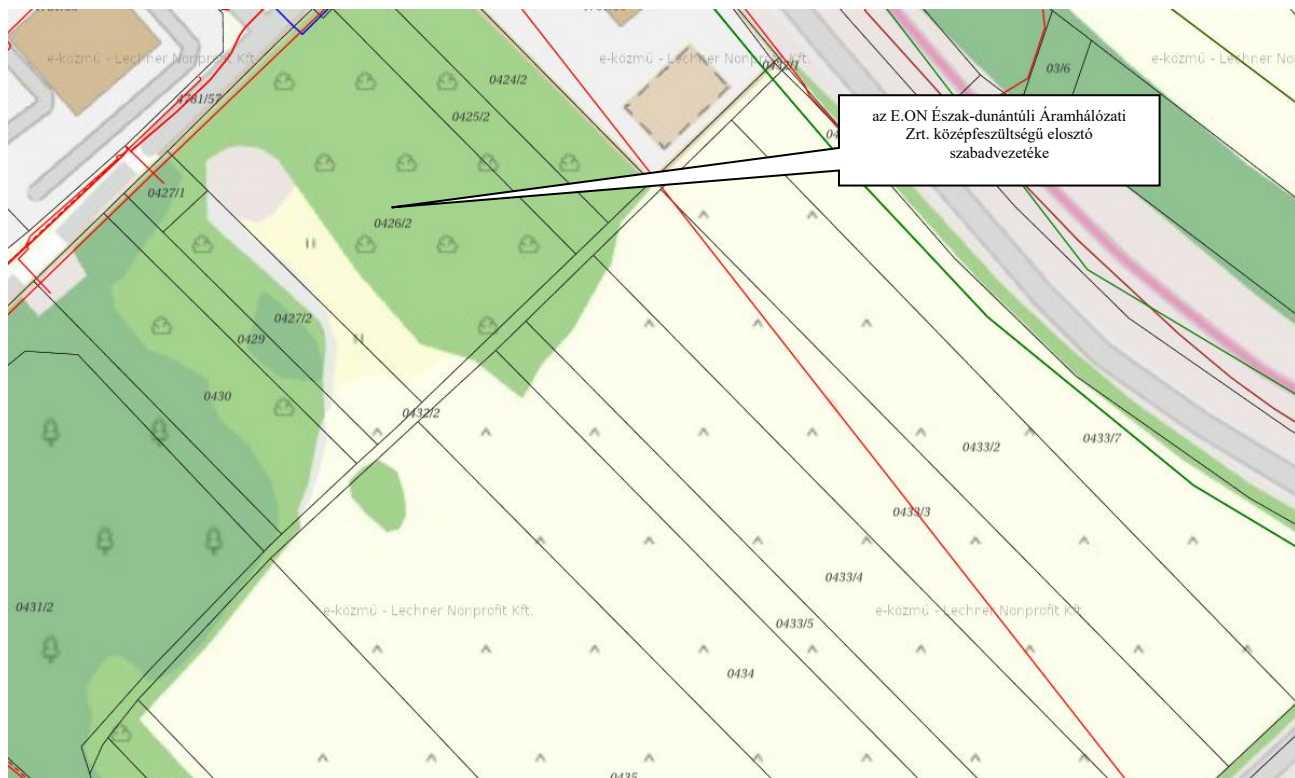 e-közmű - Lechner Nonprofit Kft.
e-közmű - Lechner Nonprofit Kft.
e-közmű - Lechner
0432/1
03/6
0424/2
4781/57
0425/2
az E.ON Észak-dunántúli Áramhálózati
Zrt. középfeszültségű elosztó
szabadvezetéke
0427/1
0426/2
0427/2
0429
0430
0432/2
0433/7
0433/2
0433/3
0433/4
0431/2
e-közmű - Lechner Nonprofit Kft.
e-közmű - Lechner Nonprofit Kft.
0433/5
0434
0435